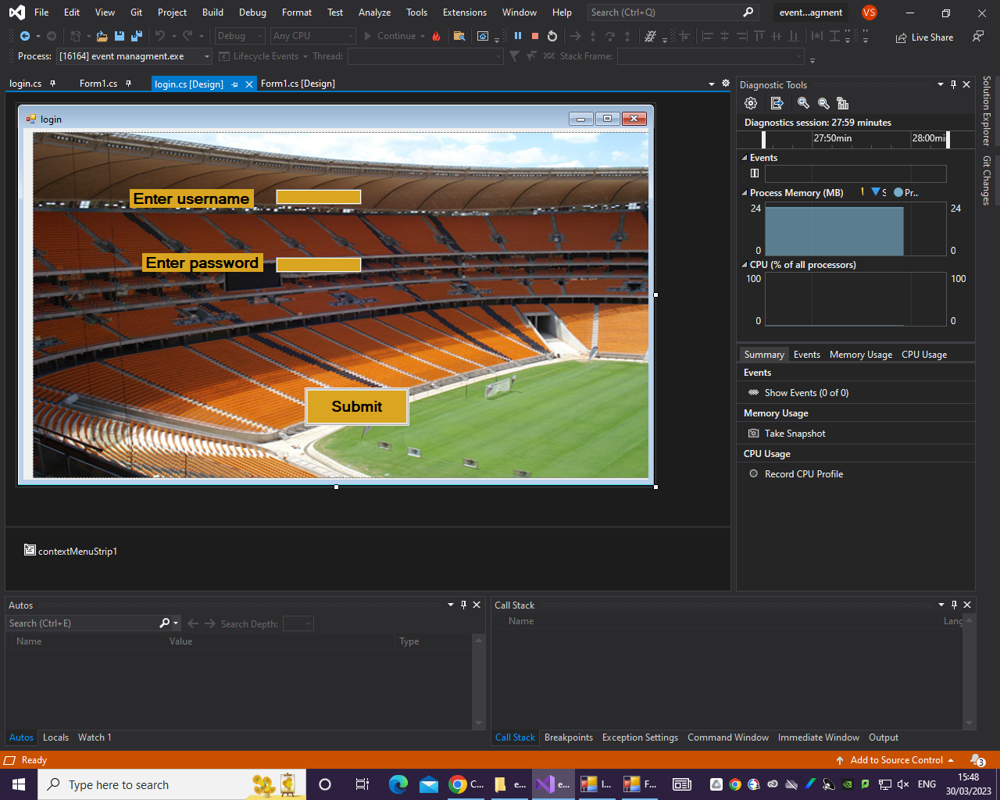 File Edit View Git Project Build Debug Format Test Analyze Tools Extensions Window Help Search (Ctrl+Q) event...agment VS
Debug Any CPU Continue Live Share
Process: [16164] event managment.exe Lifecycle Events Thread: Stack Frame:
login.cs Form1.cs login.cs [Design] Form1.cs [Design]
login
Enter username
Enter password
Submit
contextMenuStrip1
Diagnostic Tools
Diagnostics session: 27:59 minutes
27:50min 28:00min
Events
Process Memory (MB) S Pr...
24 24
0 0
CPU (% of all processors)
100 100
0 0
Summary Events Memory Usage CPU Usage
Events
Show Events (0 of 0)
Memory Usage
Take Snapshot
CPU Usage
Record CPU Profile
Solution Explorer
Git Changes
Autos
Search (Ctrl+E) Search Depth:
Name Value Type
Autos Locals Watch 1
Call Stack
Name Lang
Call Stack Breakpoints Exception Settings Command Window Immediate Window Output
Ready Add to Source Control 3
Type here to search C... e... e... l... F... ENG 15:48
30/03/2023